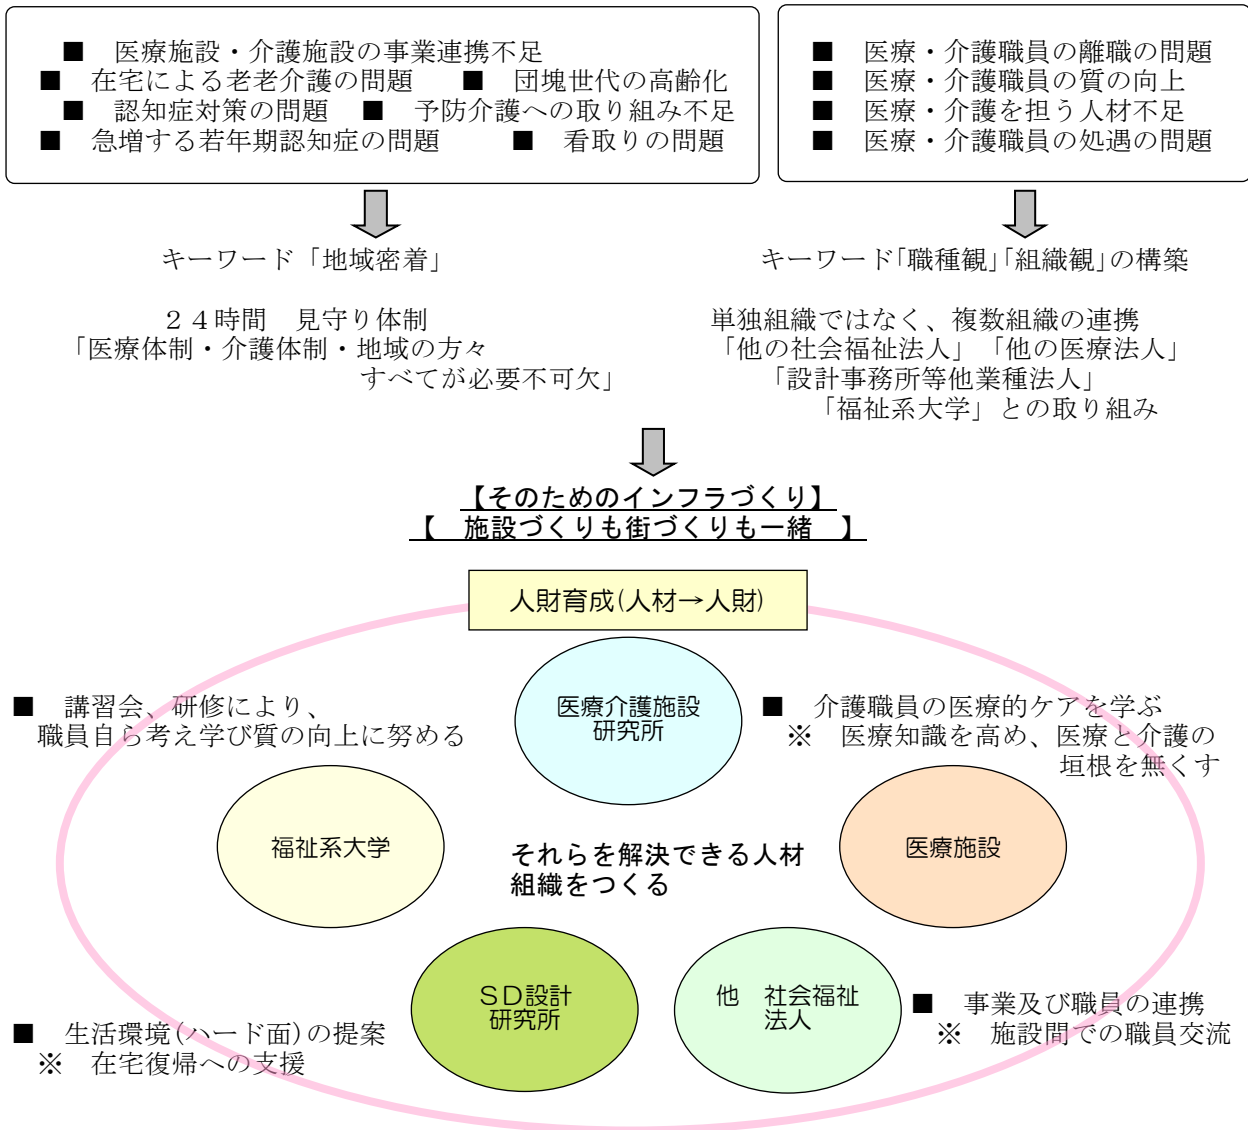 ■　医療施設・介護施設の事業連携不足
■　在宅による老老介護の問題　　■　団塊世代の高齢化
■　認知症対策の問題　■　予防介護への取り組み不足
■　急増する若年期認知症の問題　　　■　看取りの問題
■　医療・介護職員の離職の問題
■　医療・介護職員の質の向上
■　医療・介護を担う人材不足
■　医療・介護職員の処遇の問題
キーワード「地域密着」
２４時間　見守り体制
「医療体制・介護体制・地域の方々
すべてが必要不可欠」
キーワード「職種観」「組織観」の構築
単独組織ではなく、複数組織の連携
「他の社会福祉法人」「他の医療法人」
「設計事務所等他業種法人」
「福祉系大学」との取り組み
【そのためのインフラづくり】
【　施設づくりも街づくりも一緒　】
人財育成(人材→人財)
医療介護施設
研究所
■　講習会、研修により、
職員自ら考え学び質の向上に努める
■　介護職員の医療的ケアを学ぶ
※　医療知識を高め、医療と介護の
垣根を無くす
福祉系大学
それらを解決できる人材
組織をつくる
医療施設
ＳＤ設計
研究所
他　社会福祉
法人
■　生活環境(ハード面)の提案
※　在宅復帰への支援
■　事業及び職員の連携
※　施設間での職員交流